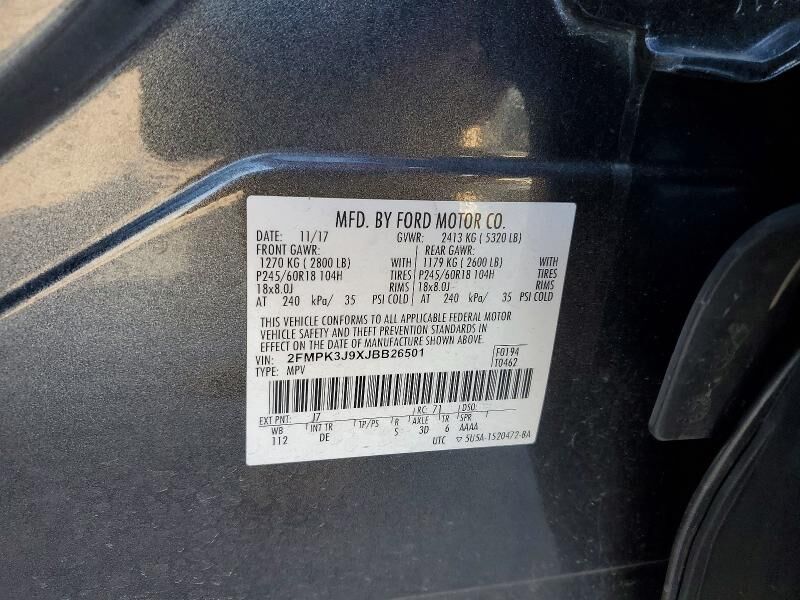 MFD. BY FORD MOTOR CO.
DATE: 11/17 GVWR: 2413 KG ( 5320 LB)
FRONT GAWR: REAR GAWR:
1270 KG ( 2800 LB) WITH 1179 KG ( 2600 LB) WITH
P245/60R18 104H TIRES P245/60R18 104H TIRES
18x8.0J RIMS 18x8.0J RIMS
AT 240 kPa/ 35 PSI COLD AT 240 kPa/ 35 PSI COLD
THIS VEHICLE CONFORMS TO ALL APPLICABLE FEDERAL MOTOR
VEHICLE SAFETY AND THEFT PREVENTION STANDARDS IN
EFFECT ON THE DATE OF MANUFACTURE SHOWN ABOVE.
VIN: 2FMPK3J9XJBB26501 F0194
TYPE: MPV T0462
EXT PNT: J7 RC: 71 DSO:
WB INT TR TP/PS R AXLE TR SPR
112 DE S 3D 6 AAAA
UTC ▽ 5U5A-1520472-BA